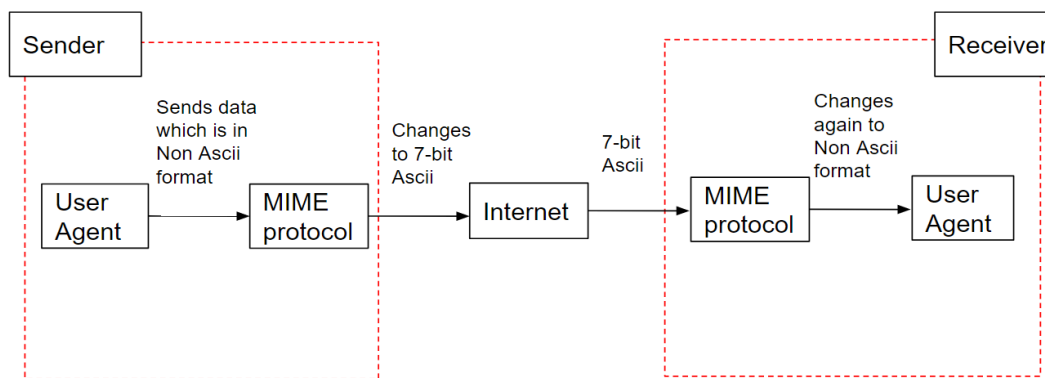 Sender
Receiver
Sends data
which is in
Non Ascii
format
Changes
to 7-bit
Ascii
7-bit
Ascii
Changes
again to
Non Ascii
format
User
Agent
MIME
protocol
Internet
MIME
protocol
User
Agent